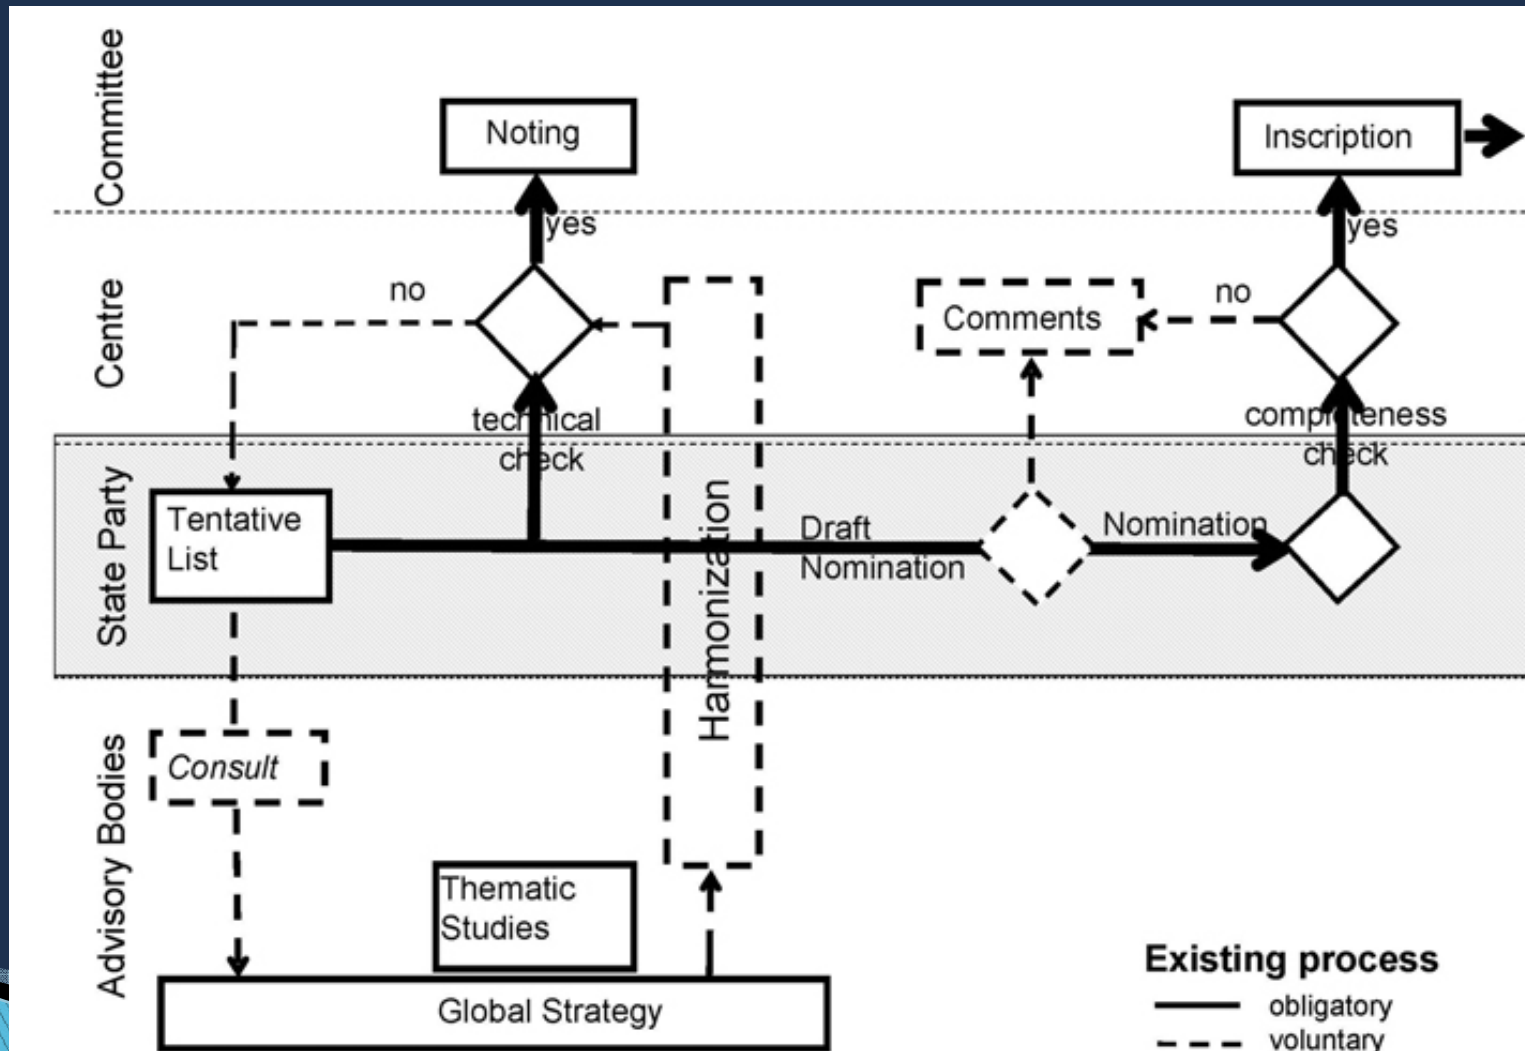 Committee
Noting
Inscription
yes
yes
Centre
no
Comments
no
technical
check
completeness
check
State Party
Tentative
List
Draft
Nomination
Nomination
Harmonization
Advisory Bodies
Consult
Thematic
Studies
Global Strategy
Existing process
obligatory
voluntary